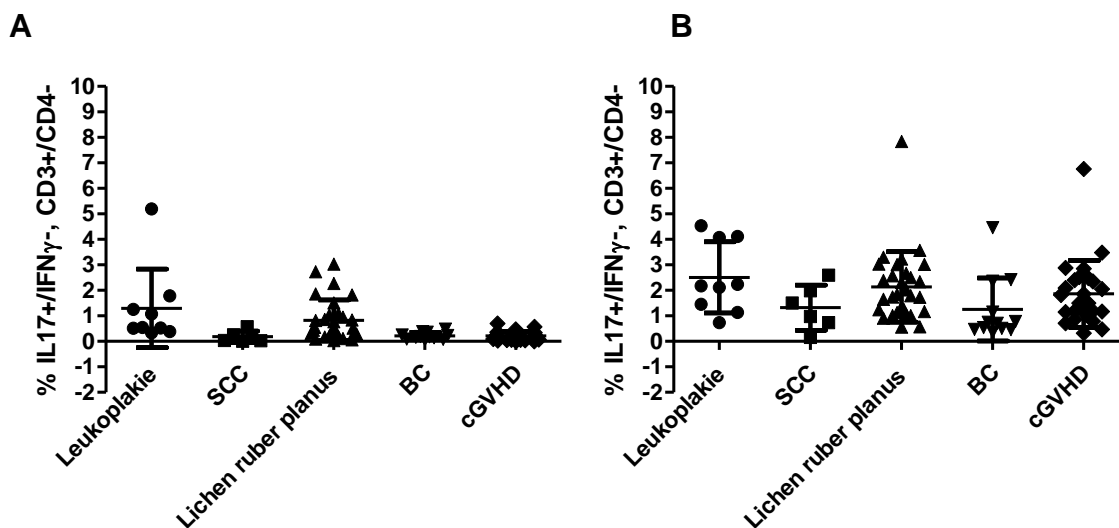 A
% IL17+/IFNγ-, CD3+/CD4-
10
9
8
7
6
5
4
3
2
1
0
-1
-2
Leukoplakie
SCC
Lichen ruber planus
BC
cGVHD
B
% IL17+/IFNγ-, CD3+/CD4-
10
9
8
7
6
5
4
3
2
1
0
-1
-2
Leukoplakie
SCC
Lichen ruber planus
BC
cGVHD